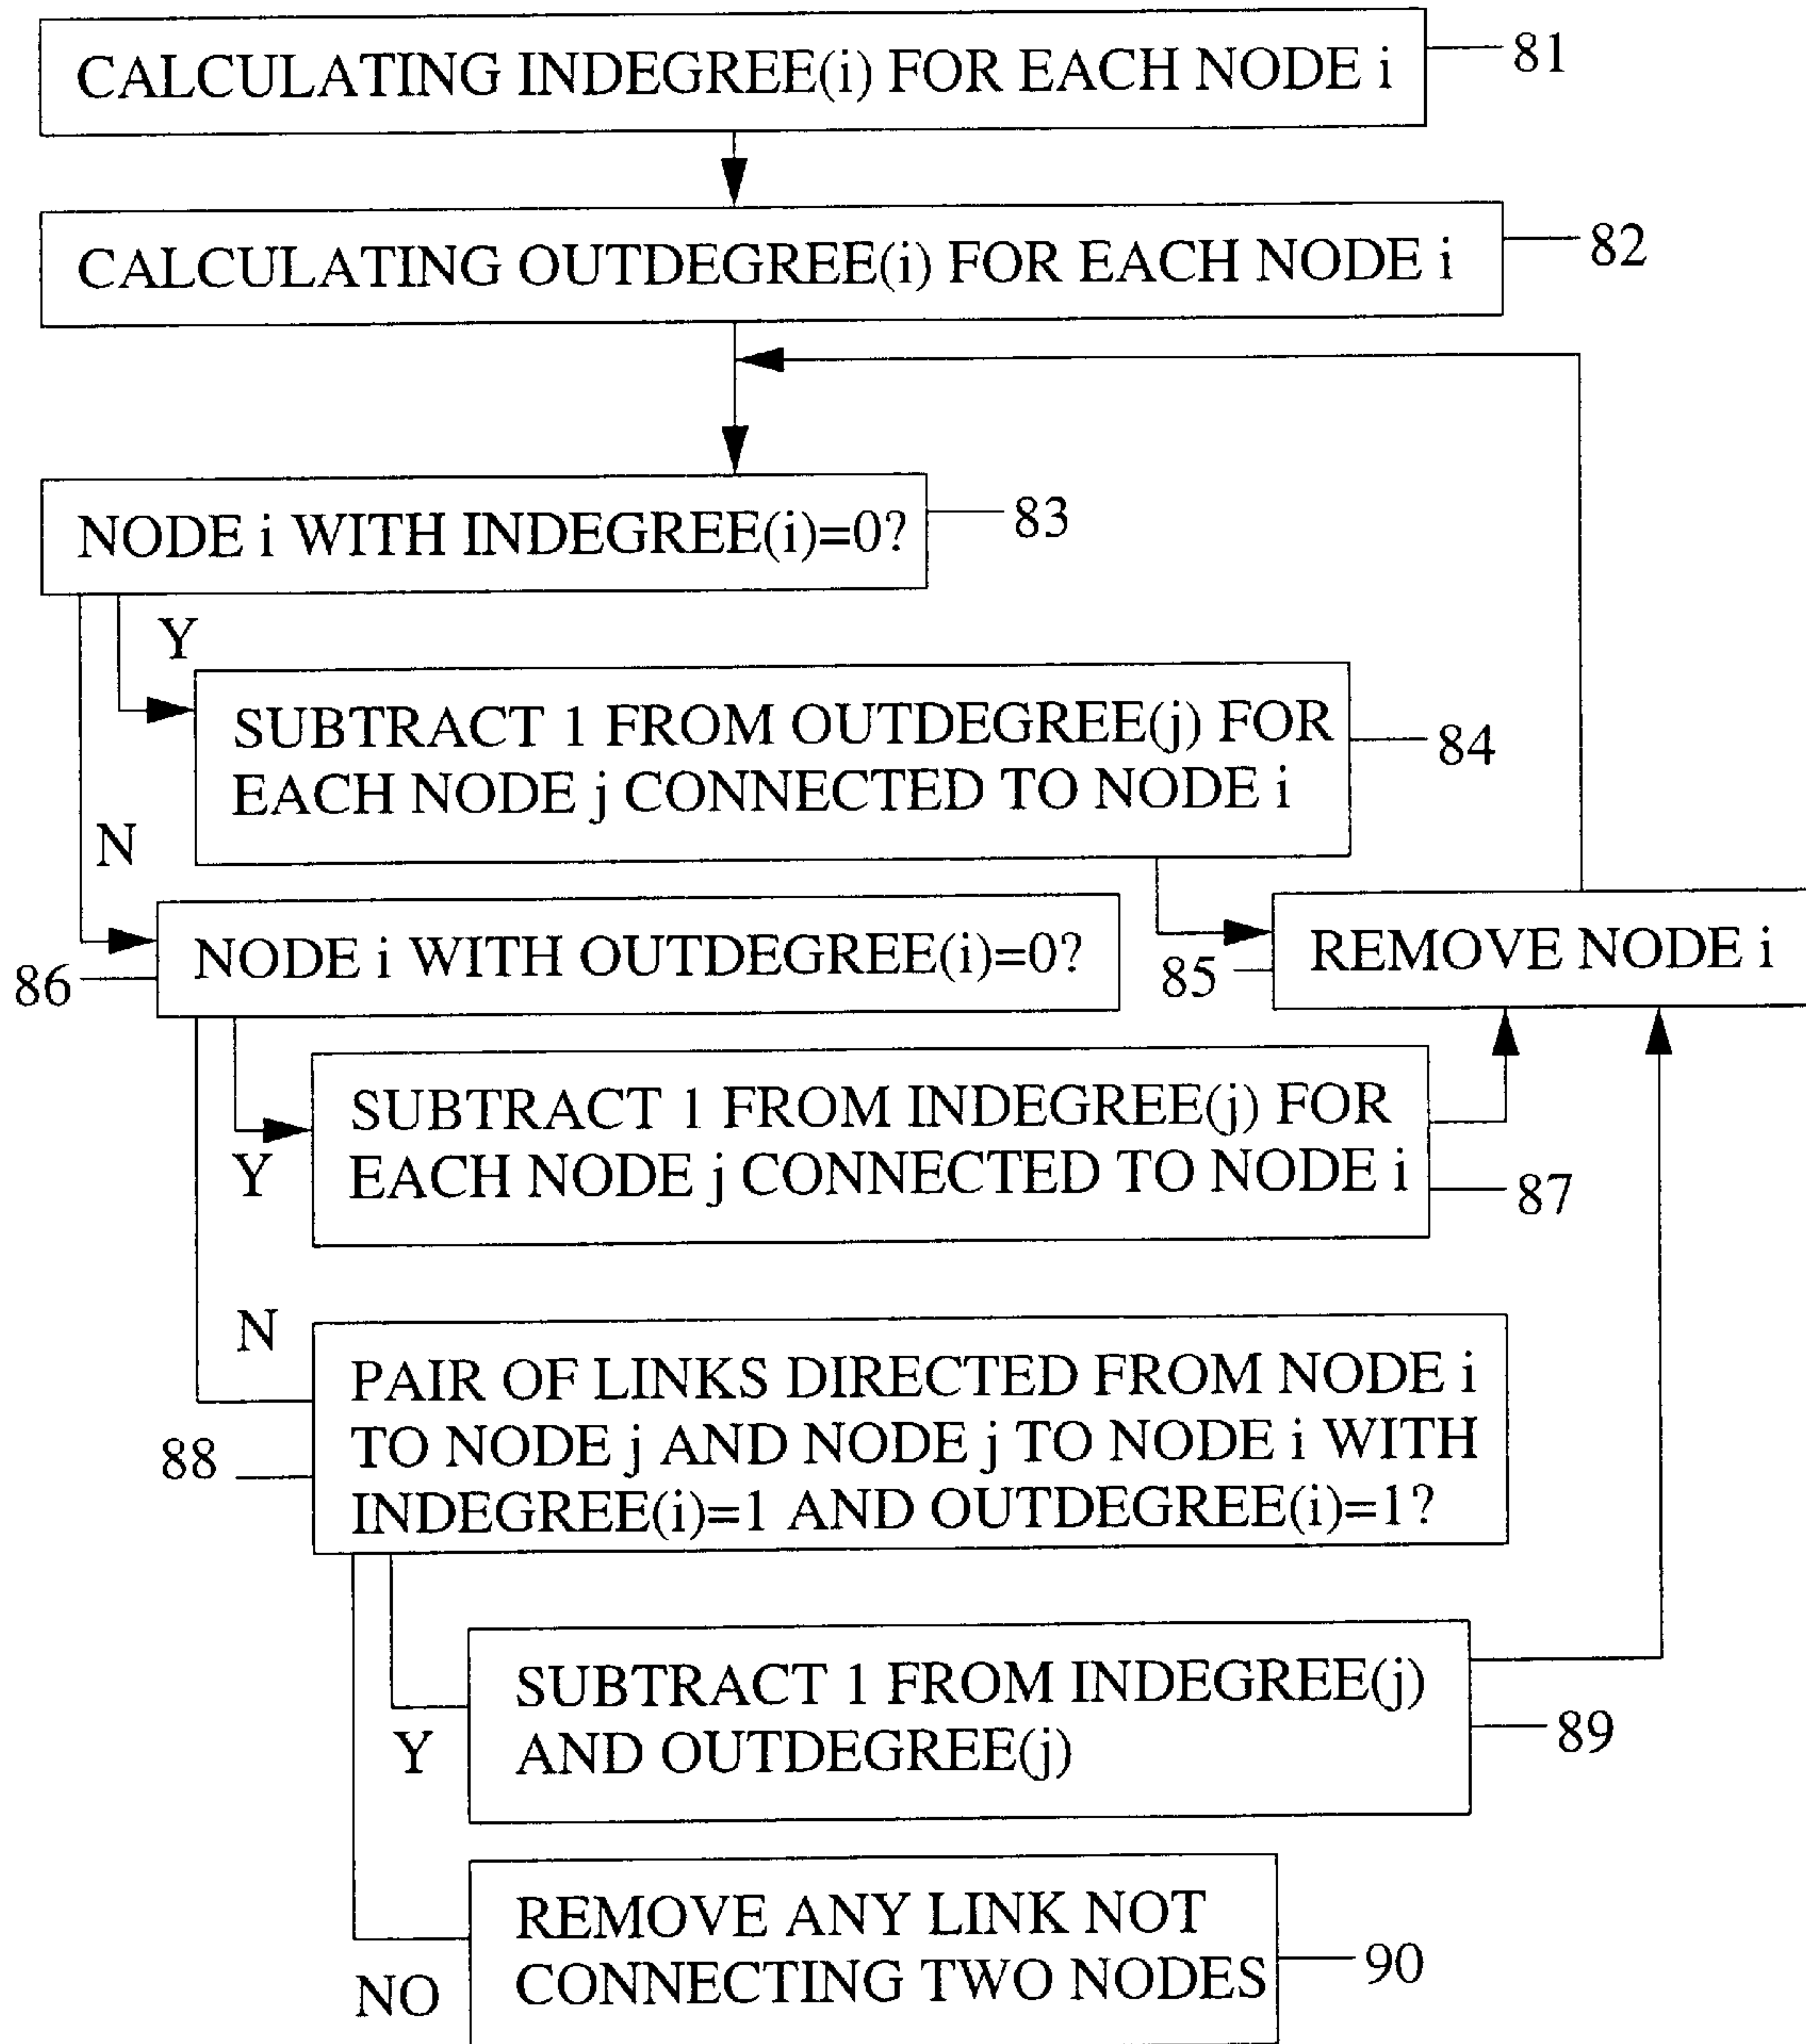 CALCULATING INDEGREE(i) FOR EACH NODE i
81
CALCULATING OUTDEGREE(i) FOR EACH NODE i
82
NODE i WITH INDEGREE(i)=0?
83
Y
SUBTRACT 1 FROM OUTDEGREE(j) FOR
EACH NODE j CONNECTED TO NODE i
84
N
NODE i WITH OUTDEGREE(i)=0?
86
REMOVE NODE i
85
Y
SUBTRACT 1 FROM INDEGREE(j) FOR
EACH NODE j CONNECTED TO NODE i
87
N
PAIR OF LINKS DIRECTED FROM NODE i
TO NODE j AND NODE j TO NODE i WITH
INDEGREE(i)=1 AND OUTDEGREE(i)=1?
88
Y
SUBTRACT 1 FROM INDEGREE(j)
AND OUTDEGREE(j)
89
NO
REMOVE ANY LINK NOT
CONNECTING TWO NODES
90